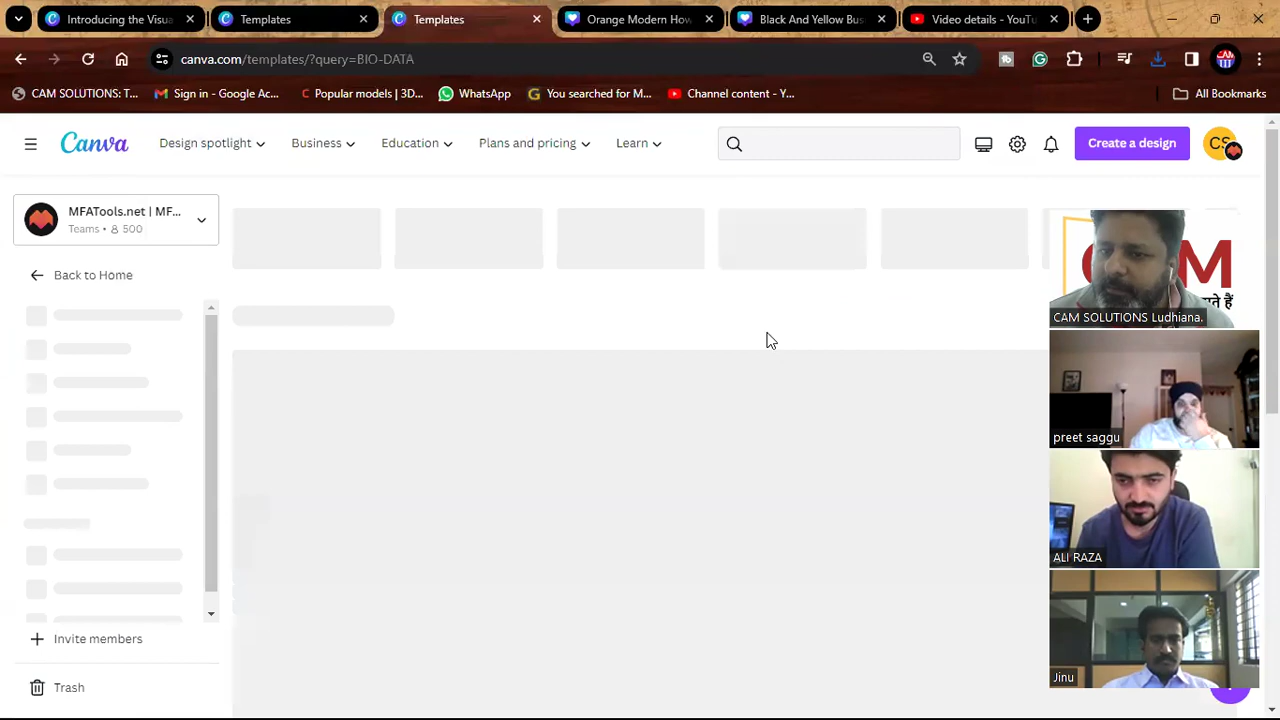 Introducing the Visua
Templates
Templates
Orange Modern How
Black And Yellow Bus
Video details - YouTu
canva.com/templates/?query=BIO-DATA
CAM SOLUTIONS: T...
Sign in - Google Ac...
Popular models | 3D...
WhatsApp
You searched for M...
Channel content - Y...
All Bookmarks
Canva
Design spotlight
Business
Education
Plans and pricing
Learn
Create a design
CS
MFATools.net | MF...
Teams • 500
Back to Home
CAM SOLUTIONS Ludhiana.
preet saggu
ALI RAZA
Jinu
Invite members
Trash